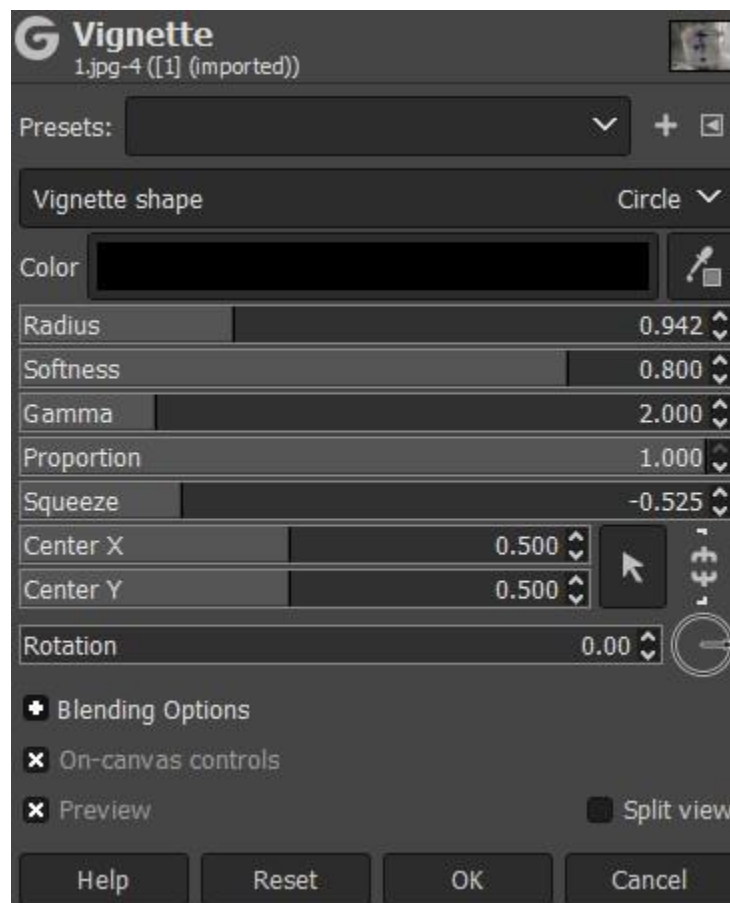 Vignette
1.jpg-4 ([1] (imported))
Presets:
Vignette shape Circle
Color
Radius 0.942
Softness 0.800
Gamma 2.000
Proportion 1.000
Squeeze -0.525
Center X 0.500
Center Y 0.500
Rotation 0.00
Blending Options
On-canvas controls
Preview Split view
Help Reset OK Cancel